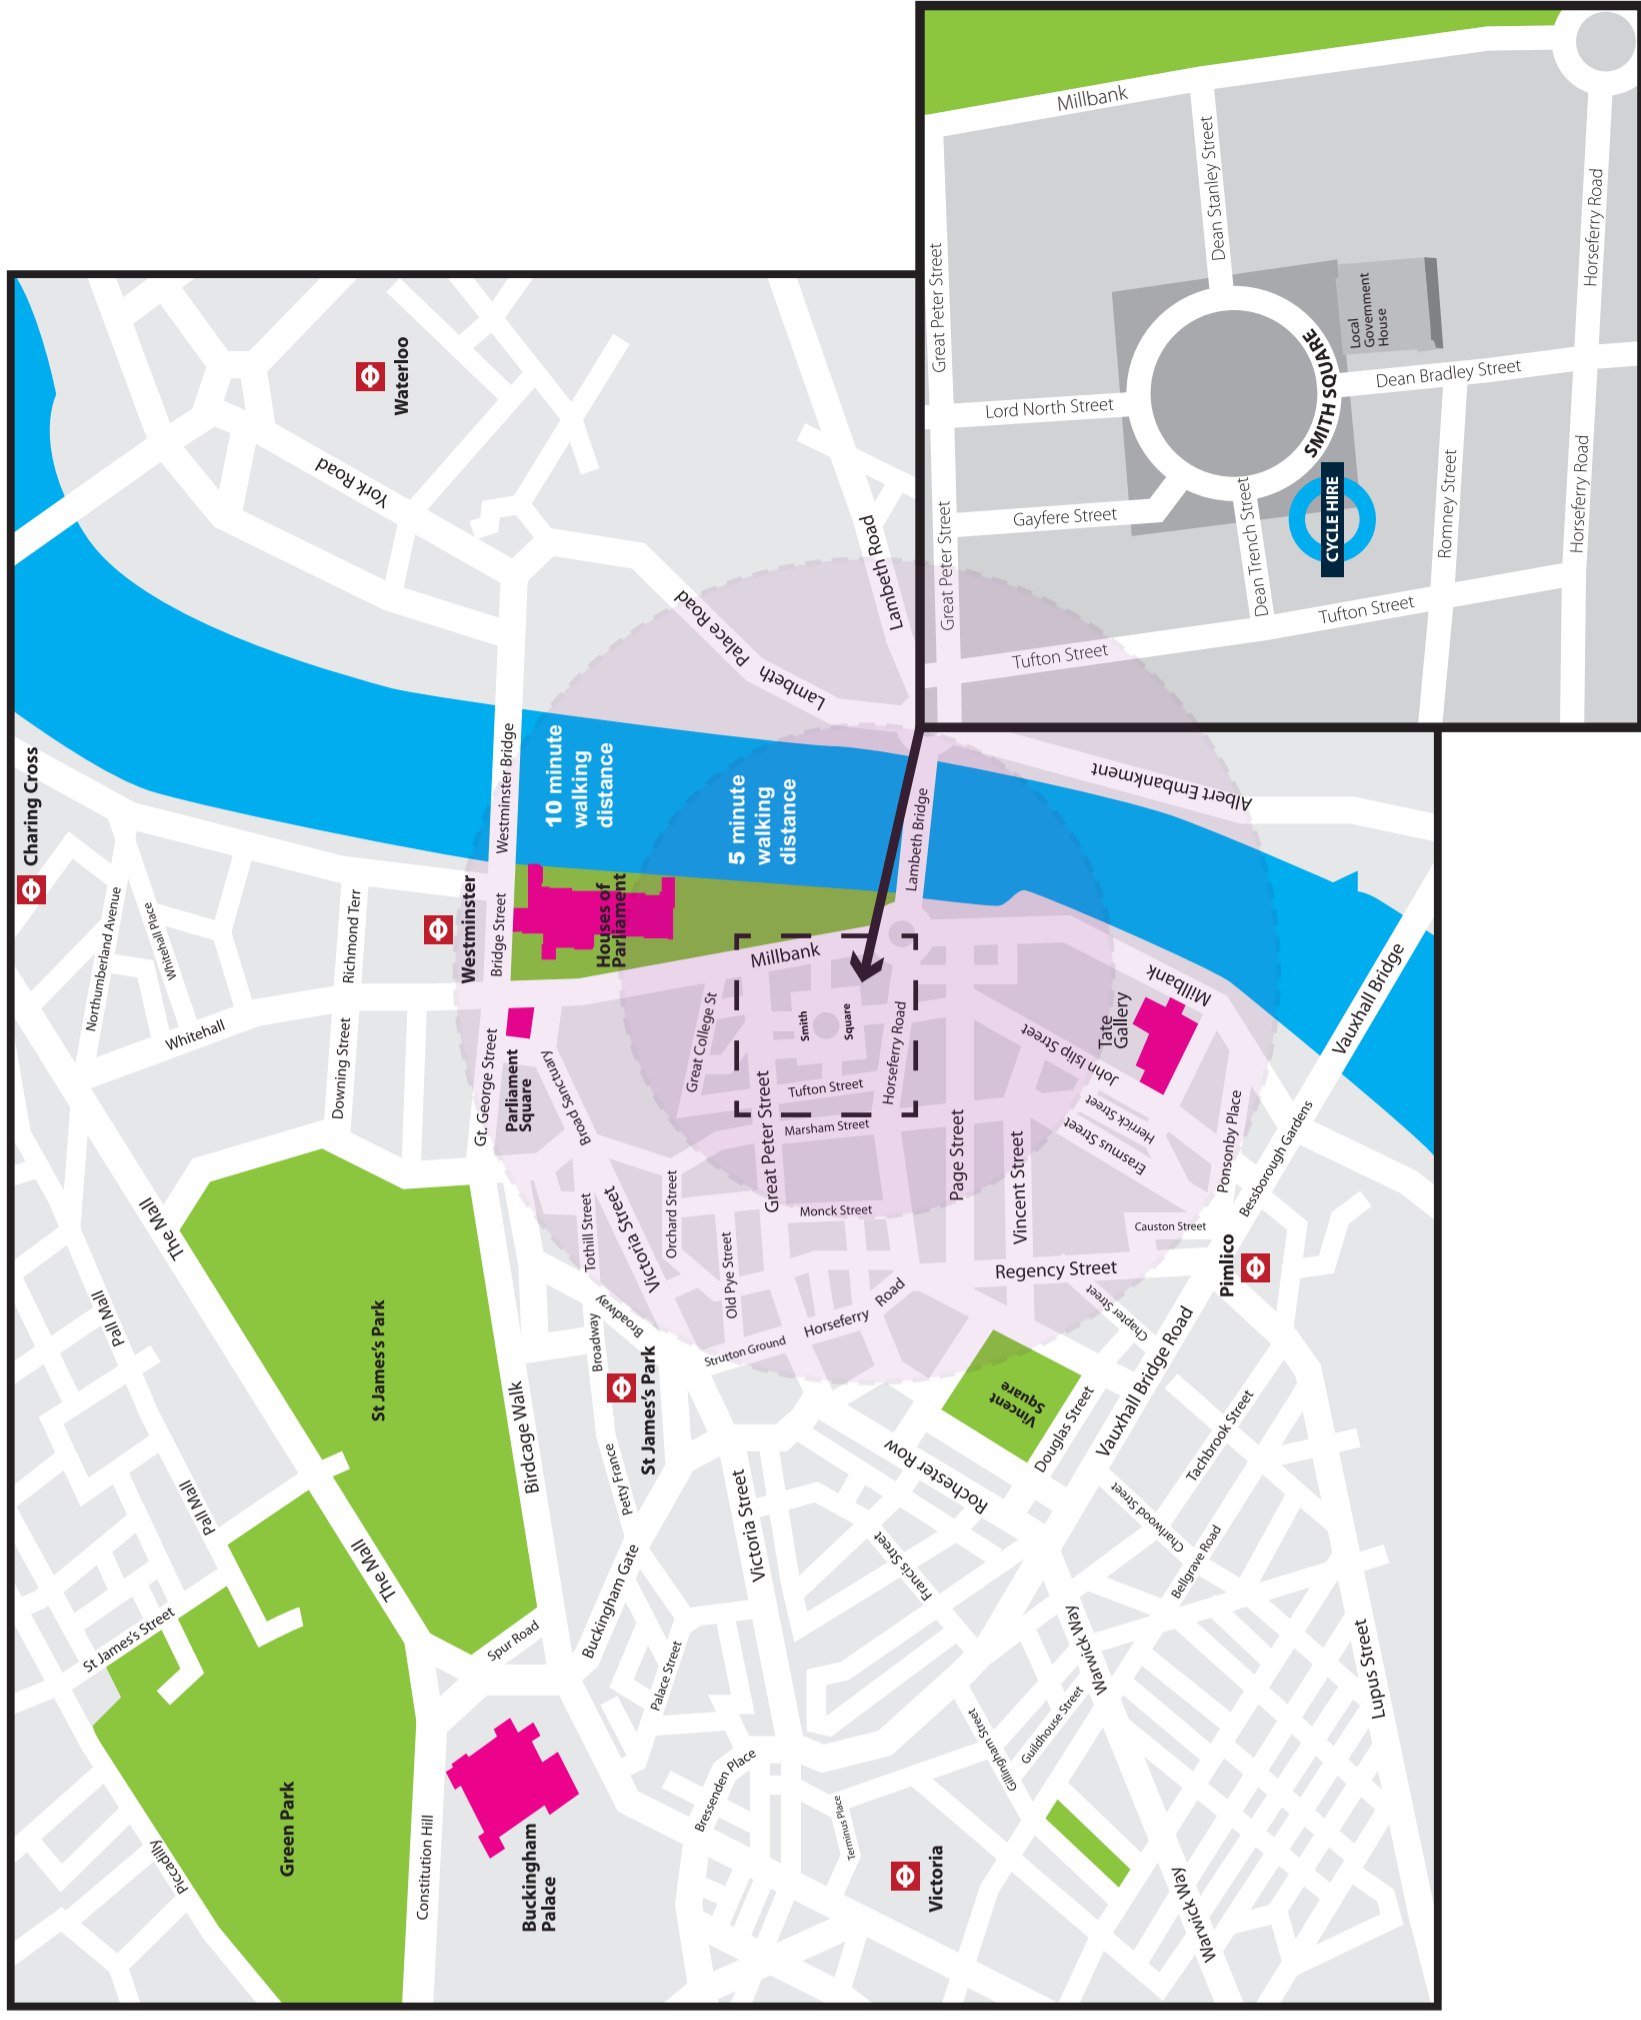 Millbank
Dean Stanley Street
Great Peter Street
Horseferry Road
Local
Government
House
SMITH SQUARE
Dean Bradley Street
Lord North Street
Gayfere Street
Great Peter Street
Dean Trench Street
CYCLE HIRE
Romney Street
Horseferry Road
Tufton Street
Tufton Street
Waterloo
York Road
Lambeth Road
Lambeth
Palace Road
Albert Embankment
Charing Cross
Northumberland Avenue
Whitehall Place
Whitehall
Richmond Terr
Downing Street
Westminster
Westminster Bridge
Bridge Street
10 minute
walking
distance
5 minute
walking
distance
Houses of
Parliament
Lambeth Bridge
Gt. George Street
Parliament
Square
Broad Sanctuary
Great College St
Millbank
Smith
Square
Tufton Street
Horseferry Road
Marsham Street
Great Peter Street
Monck Street
Page Street
Vincent Street
John Islip Street
Tate
Gallery
Millbank
Herrick Street
Erasmus Street
Ponsonby Place
Causton Street
Vauxhall Bridge
Bessborough Gardens
Pimlico
Regency Street
Chapter Street
Vauxhall Bridge Road
Tothill Street
Victoria Street
Orchard Street
Old Pye Street
Strutton Ground
Horseferry
Road
Broadway
Broadway
St James's Park
Petty France
The Mall
Pall Mall
St James's Park
Birdcage Walk
Pall Mall
The Mall
St James's Street
Spur Road
Buckingham Gate
Palace Street
Victoria Street
Vincent
Square
Rochester Row
Douglas Street
Francis Street
Tachbrook Street
Charlwood Street
Bellgrave Road
Warwick Way
Guildhouse Street
Gillingham Street
Lupus Street
Green Park
Piccadilly
Constitution Hill
Buckingham
Palace
Bressenden Place
Terminus Place
Victoria
Warwick Way